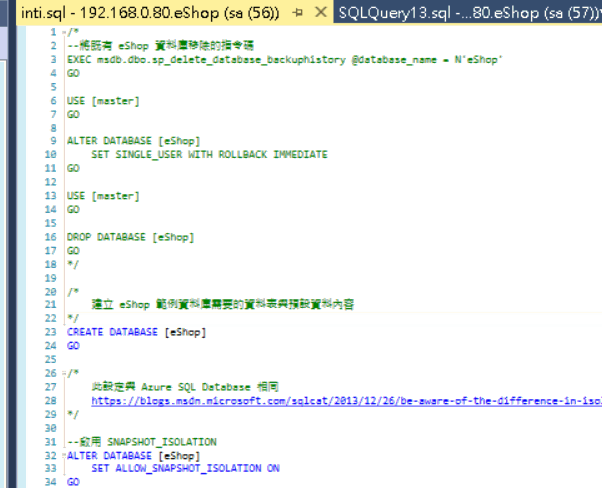 inti.sql - 192.168.0.80.eShop (sa (56)) SQLQuery13.sql -...80.eShop (sa (57))
1 /*
2 --將既有 eShop 資料庫移除的指令碼
3 EXEC msdb.dbo.sp_delete_database_backuphistory @database_name = N'eShop'
4 GO
5
6 USE [master]
7 GO
8
9 ALTER DATABASE [eShop]
10 SET SINGLE_USER WITH ROLLBACK IMMEDIATE
11 GO
12
13 USE [master]
14 GO
15
16 DROP DATABASE [eShop]
17 GO
18 */
19
20 /*
21 建立 eShop 範例資料庫需要的資料表與預設資料內容
22 */
23 CREATE DATABASE [eShop]
24 GO
25
26 /*
27 此設定與 Azure SQL Database 相同
28 https://blogs.msdn.microsoft.com/sqlcat/2013/12/26/be-aware-of-the-difference-in-isol
29 */
30
31 --啟用 SNAPSHOT_ISOLATION
32 ALTER DATABASE [eShop]
33 SET ALLOW_SNAPSHOT_ISOLATION ON
34 GO